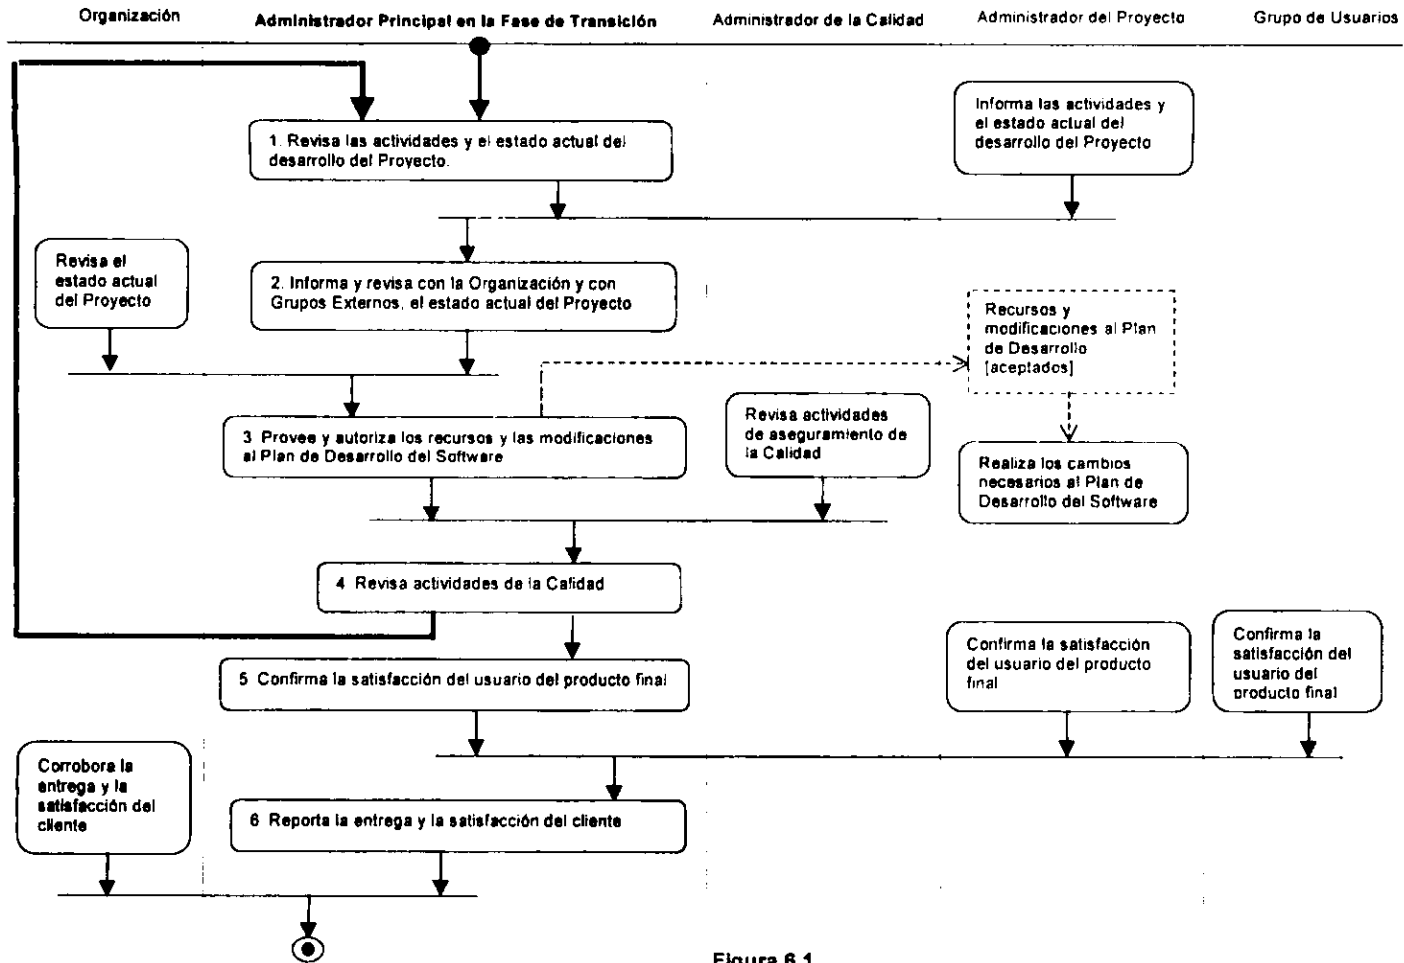 Organización
Administrador Principal en la Fase de Transición
Administrador de la Calidad
Administrador del Proyecto
Grupo de Usuarios
Informa las actividades y
el estado actual del
desarrollo del Proyecto
1. Revisa las actividades y el estado actual del
desarrollo del Proyecto.
Revisa el
estado actual
del Proyecto
2. Informa y revisa con la Organización y con
Grupos Externos, el estado actual del Proyecto
Recursos y
modificaciones al Plan
de Desarrollo
[aceptados]
3 Provee y autoriza los recursos y las modificaciones
al Plan de Desarrollo del Software
Revisa actividades
de aseguramiento de
la Calidad
Realiza los cambios
necesarios al Plan de
Desarrollo del Software
4 Revisa actividades de la Calidad
5 Confirma la satisfacción del usuario del producto final
Confirma la satisfacción
del usuario del producto
final
Confirma la
satisfacción del
usuario del
producto final
Corrobora la
entrega y la
satisfacción del
cliente
6 Reporta la entrega y la satisfacción del cliente
Figura 6.1